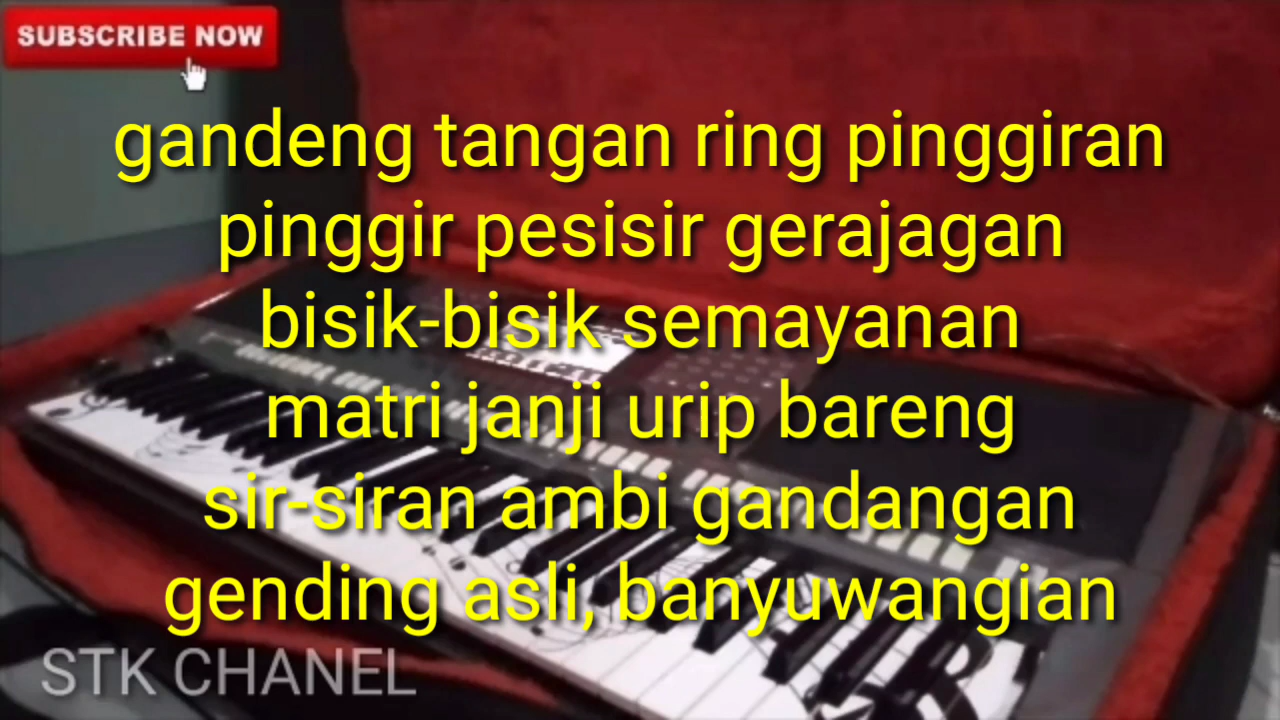 SUBSCRIBE NOW
gandeng tangan ring pinggiran
pinggir pesisir gerajagan
bisik-bisik semayanan
matri janji urip bareng
sir-siran ambi gandangan
gending asli, banyuwangian
STK CHANEL